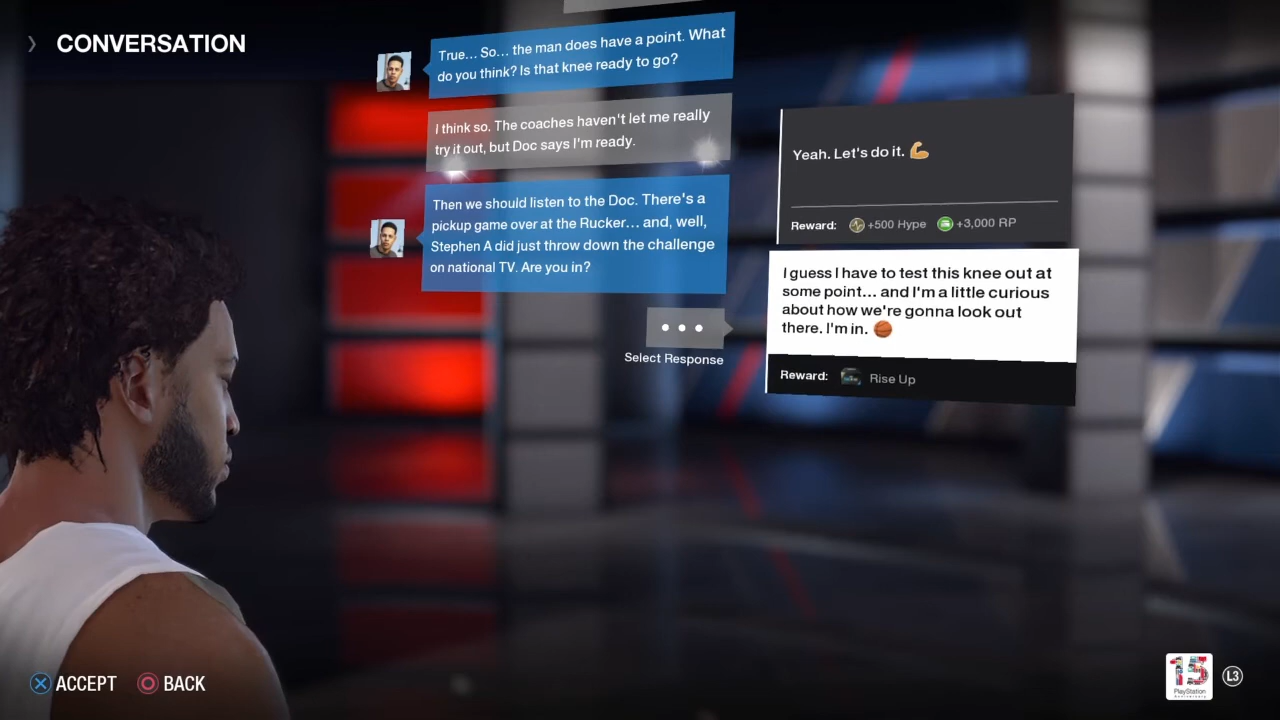 CONVERSATION
True... So... the man does have a point. What
do you think? Is that knee ready to go?
I think so. The coaches haven't let me really
try it out, but Doc says I'm ready.
Then we should listen to the Doc. There's a
pickup game over at the Rucker... and, well,
Stephen A did just throw down the challenge
on national TV. Are you in?
Select Response
Yeah. Let's do it. 💪
Reward: +500 Hype +3,000 RP
I guess I have to test this knee out at
some point... and I'm a little curious
about how we're gonna look out
there. I'm in. 🏀
Reward: Rise Up
ACCEPT BACK
15
PlayStation
Anniversary
L3